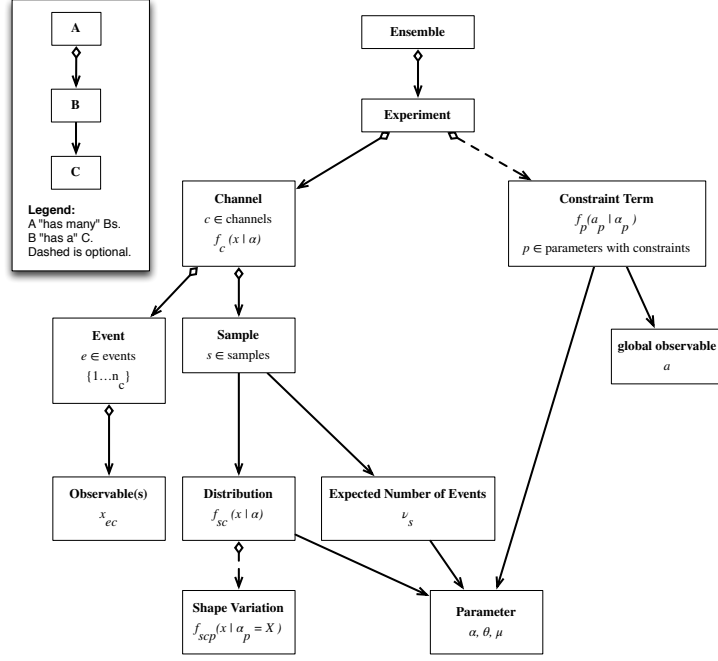 A
B
C
Legend:
A "has many" Bs.
B "has a" C.
Dashed is optional.
Ensemble
Experiment
Channel
c ∈ channels
f_c (x | α)
Constraint Term
f_p(a_p | α_p )
p ∈ parameters with constraints
Event
e ∈ events
{1…n_c}
Sample
s ∈ samples
global observable
a
Observable(s)
x_ec
Distribution
f_sc (x | α)
Expected Number of Events
ν_s
Shape Variation
f_scp(x | α_p = X )
Parameter
α, θ, μ